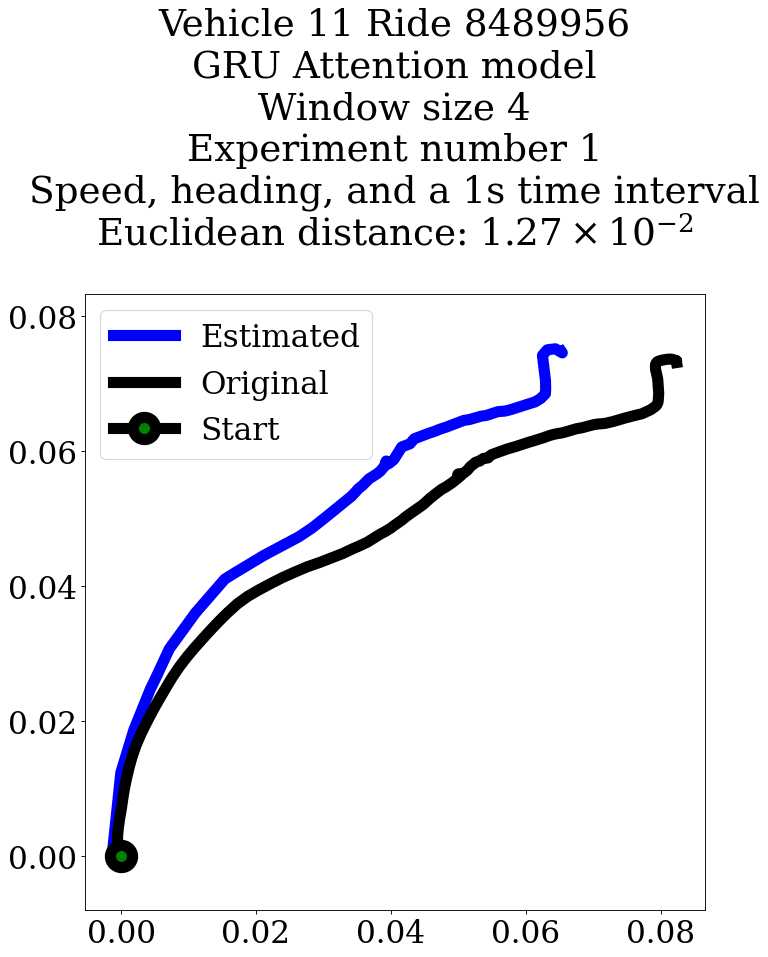 Vehicle 11 Ride 8489956
GRU Attention model
Window size 4
Experiment number 1
Speed, heading, and a 1s time interval
Euclidean distance: 1.27 × 10⁻²
0.08
0.06
0.04
0.02
0.00
Estimated
Original
Start
0.00 0.02 0.04 0.06 0.08